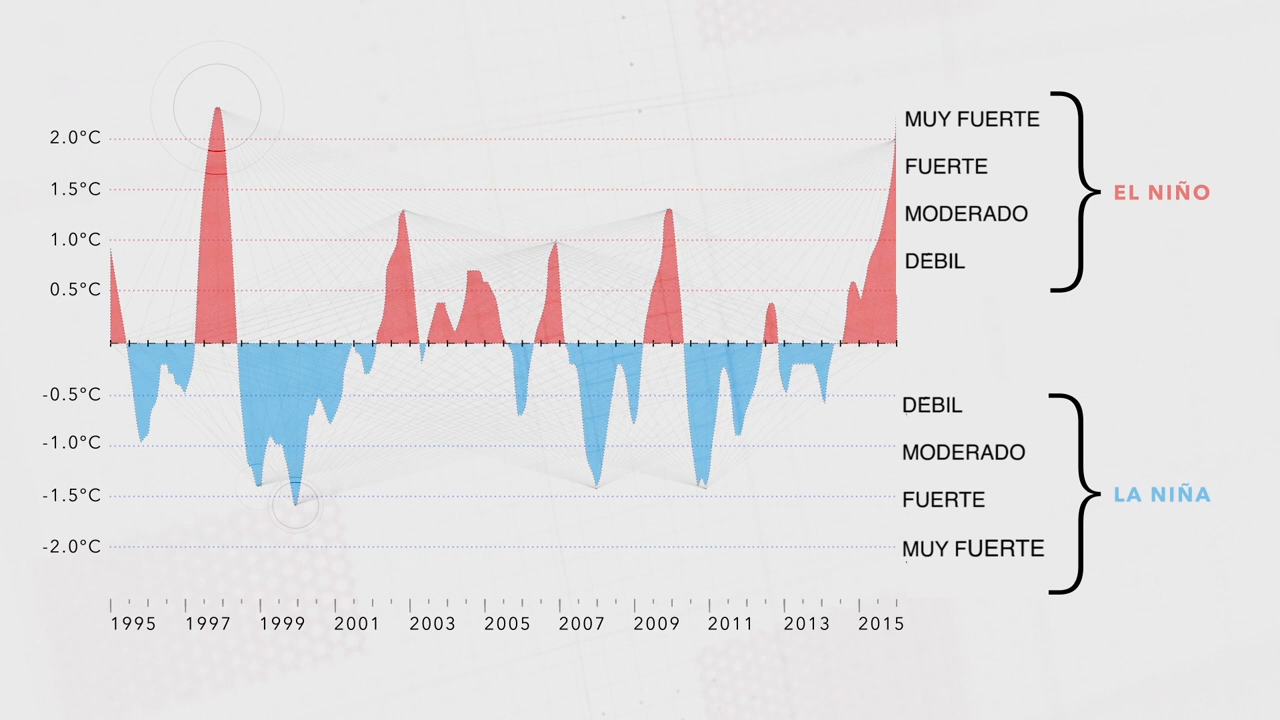 2.0°C
1.5°C
1.0°C
0.5°C
-0.5°C
-1.0°C
-1.5°C
-2.0°C
MUY FUERTE
FUERTE
MODERADO
DEBIL
EL NIÑO
DEBIL
MODERADO
FUERTE
MUY FUERTE
LA NIÑA
1995 1997 1999 2001 2003 2005 2007 2009 2011 2013 2015